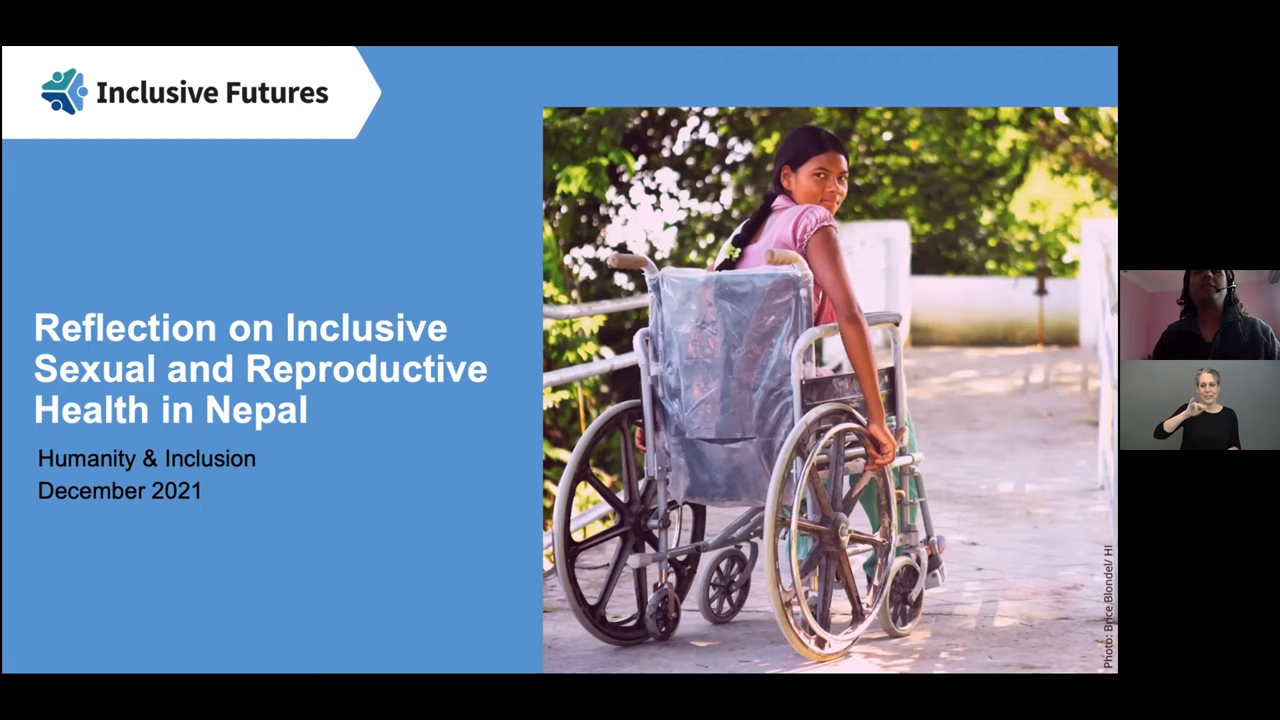 Inclusive Futures
Reflection on Inclusive
Sexual and Reproductive
Health in Nepal
Humanity & Inclusion
December 2021
Photo: Brice Blondel/ HI